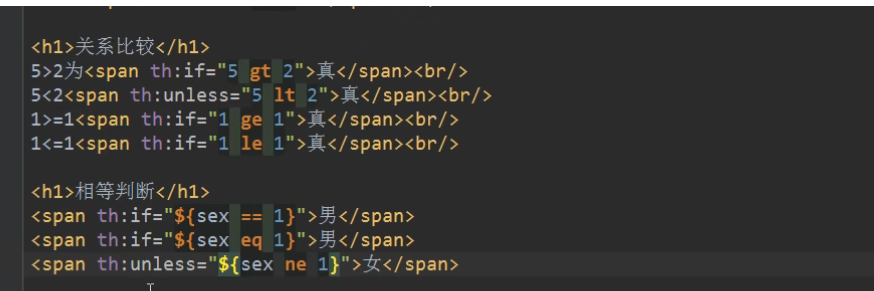 <h1>关系比较</h1>
5>2为<span th:if="5 gt 2">真</span><br/>
5<2<span th:unless="5 lt 2">真</span><br/>
1>=1<span th:if="1 ge 1">真</span><br/>
1<=1<span th:if="1 le 1">真</span><br/>
<h1>相等判断</h1>
<span th:if="${sex == 1}">男</span>
<span th:if="${sex eq 1}">男</span>
<span th:unless="${sex ne 1}">女</span>